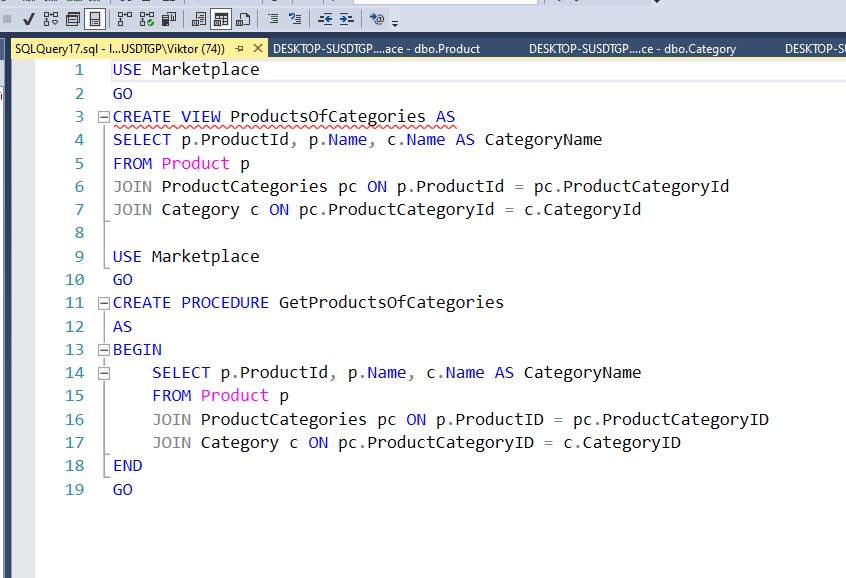 SQLQuery17.sql - l...USDTGP\Viktor (74))
DESKTOP-SUSDTGP....ace - dbo.Product
DESKTOP-SUSDTGP....ce - dbo.Category
DESKTOP-S
1 USE Marketplace
2 GO
3 CREATE VIEW ProductsOfCategories AS
4 SELECT p.ProductId, p.Name, c.Name AS CategoryName
5 FROM Product p
6 JOIN ProductCategories pc ON p.ProductId = pc.ProductCategoryId
7 JOIN Category c ON pc.ProductCategoryId = c.CategoryId
8
9 USE Marketplace
10 GO
11 CREATE PROCEDURE GetProductsOfCategories
12 AS
13 BEGIN
14 SELECT p.ProductId, p.Name, c.Name AS CategoryName
15 FROM Product p
16 JOIN ProductCategories pc ON p.ProductID = pc.ProductCategoryID
17 JOIN Category c ON pc.ProductCategoryID = c.CategoryID
18 END
19 GO